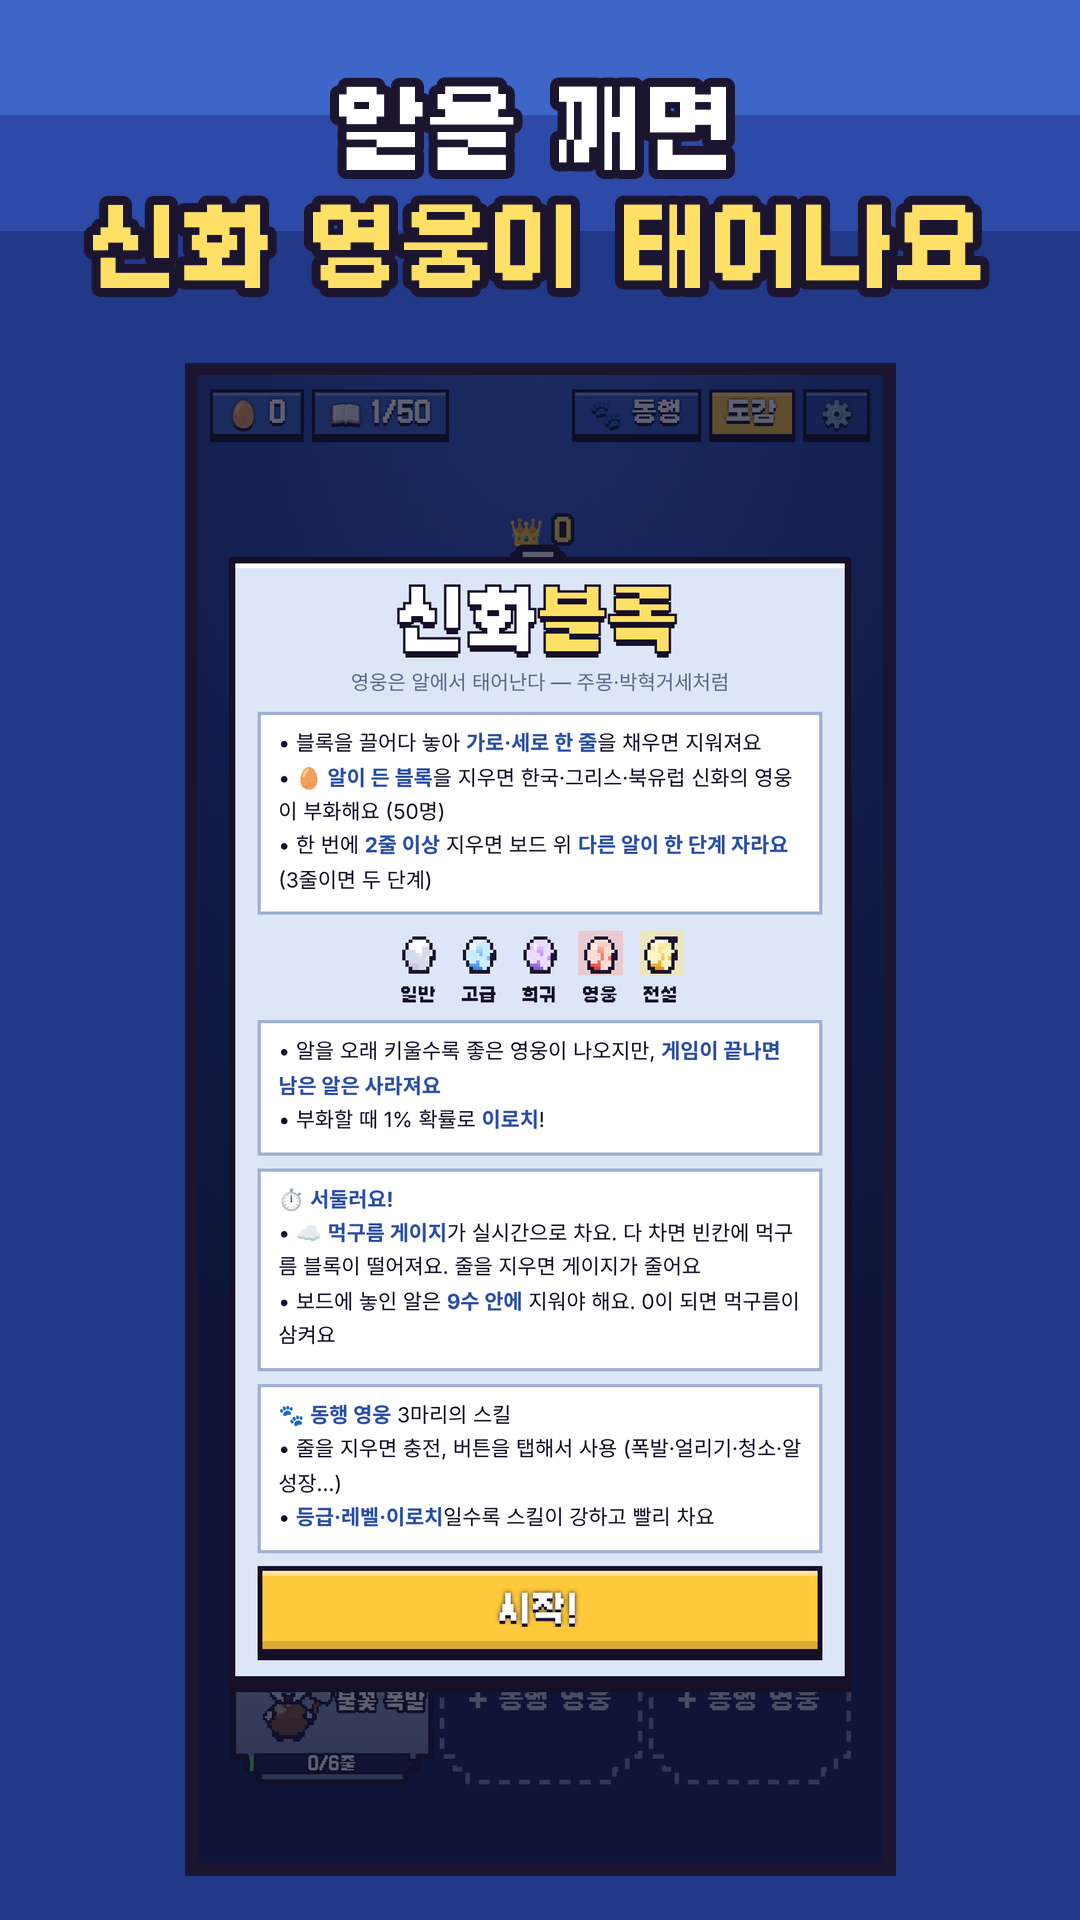 알을 깨면
신화 영웅이 태어나요
0
1/50
동행
도감
0
신화블록
영웅은 알에서 태어난다 — 주몽·박혁거세처럼
• 블록을 끌어다 놓아 가로·세로 한 줄을 채우면 지워져요
• 알이 든 블록을 지우면 한국·그리스·북유럽 신화의 영웅
이 부화해요 (50명)
• 한 번에 2줄 이상 지우면 보드 위 다른 알이 한 단계 자라요
(3줄이면 두 단계)
일반 고급 희귀 영웅 전설
• 알을 오래 키울수록 좋은 영웅이 나오지만, 게임이 끝나면
남은 알은 사라져요
• 부화할 때 1% 확률로 이로치!
서둘러요!
• 먹구름 게이지가 실시간으로 차요. 다 차면 빈칸에 먹구
름 블록이 떨어져요. 줄을 지우면 게이지가 줄어요
• 보드에 놓인 알은 9수 안에 지워야 해요. 0이 되면 먹구름이
삼켜요
동행 영웅 3마리의 스킬
• 줄을 지우면 충전, 버튼을 탭해서 사용 (폭발·얼리기·청소·알
성장...)
• 등급·레벨·이로치일수록 스킬이 강하고 빨리 차요
시작!
불꽃 폭발
+ 동행 영웅
+ 동행 영웅
0/6줄